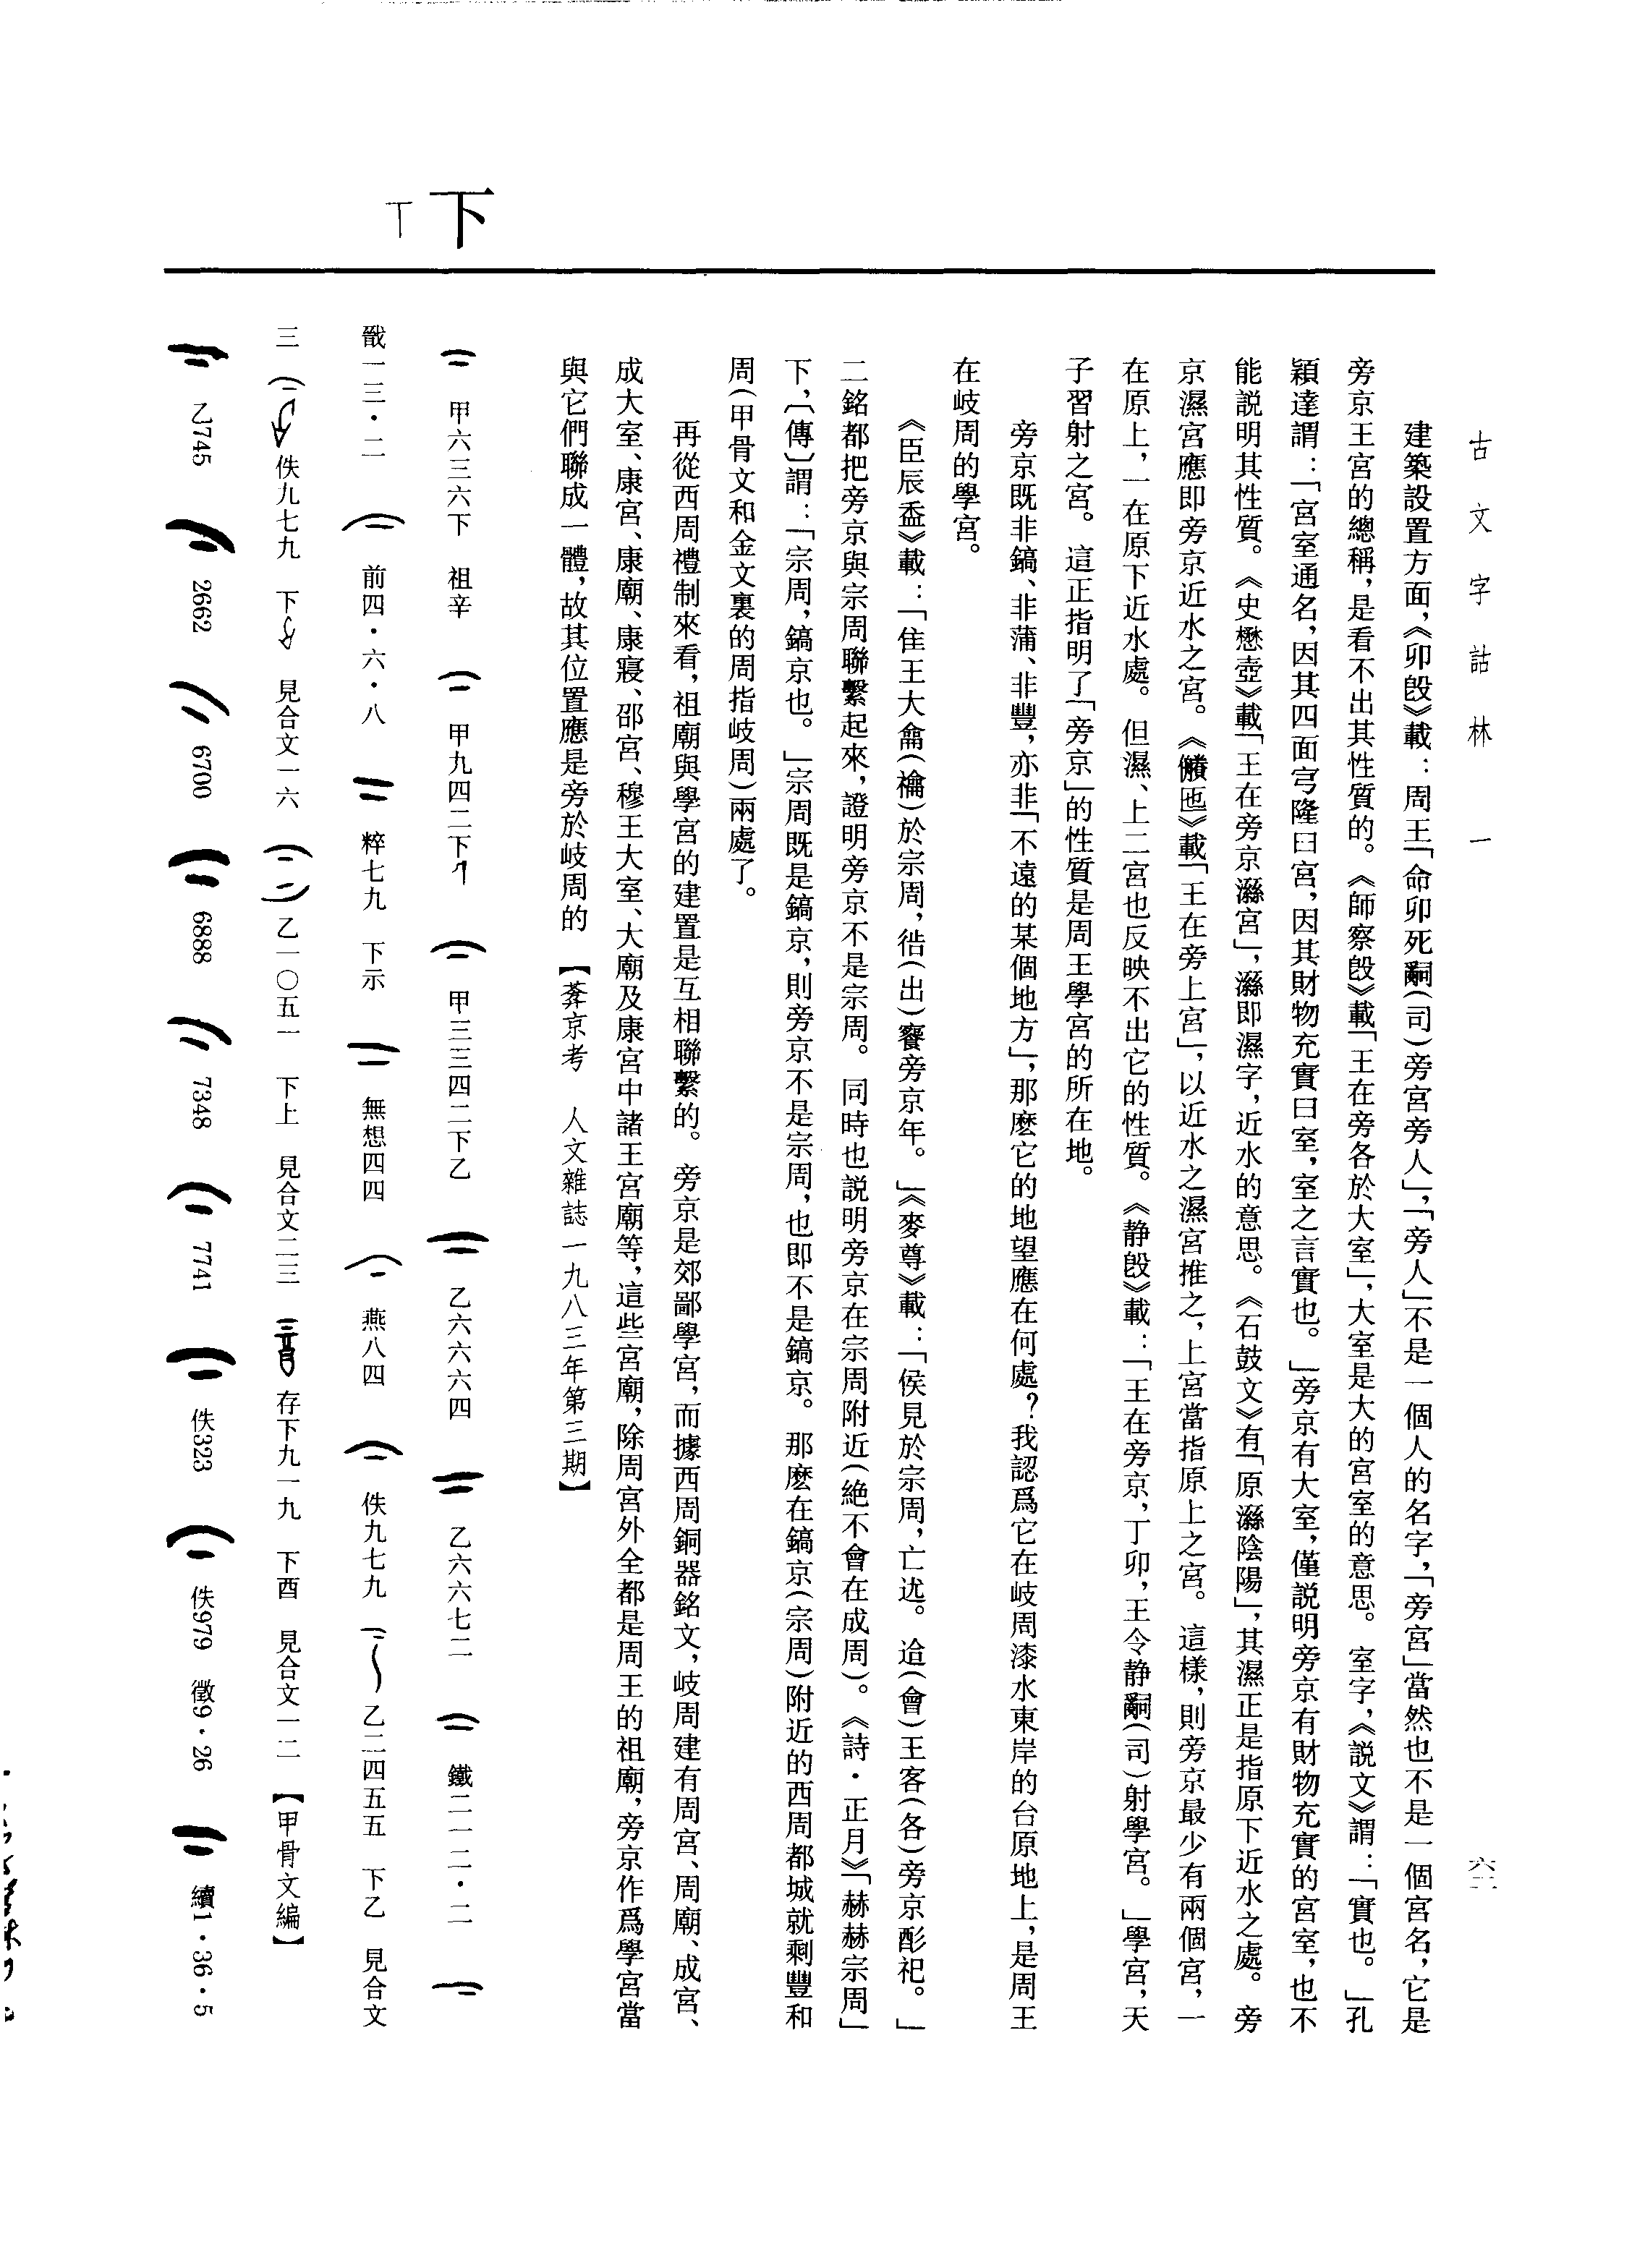 古文字詁林 一
六二
建築設置方面，《卯𣪘》載：周王「命卯死嗣（司）旁宮旁人」，「旁人」不是一個人的名字，「旁宮」當然也不是一個宮名，它是
旁京王宮的總稱，是看不出其性質的。《師察𣪘》載「王在旁各於大室」，大室是大的宮室的意思。室字，《説文》謂：「實也。」孔
穎達謂：「宮室通名，因其四面穹隆曰宮，因其財物充實曰室，室之言實也。」旁京有大室，僅説明旁京有財物充實的宮室，也不
能説明其性質。《史懋壺》載「王在旁京濕宮」，即濕字，近水的意思。《石鼓文》有「原陰陽」，其濕正是指原下近水之處。旁
京濕宮應即旁京近水之宮。《匜》載「王在旁上宮」，以近水之濕宮推之，上宮當指原上之宮。這樣，則旁京最少有兩個宮，一
在原上，一在原下近水處。但濕、上二宮也反映不出它的性質。《静𣪘》載：「王在旁京，丁卯，王令静嗣（司）射學宮。」學宮，天
子習射之宮。這正指明了「旁京」的性質是周王學宮的所在地。
旁京既非鎬、非蒲、非豐，亦非「不遠的某個地方」，那麽它的地望應在何處？我認爲它在岐周漆水東岸的台原地上，是周王
在岐周的學宮。
《臣辰盉》載：「隹王大龠（禴）於宗周，𢓊（出）餈旁京年。」《麥尊》載：「侯見於宗周，亡尤。迨（會）王客（各）旁京酌祀。」
二銘都把旁京與宗周聯繫起來，證明旁京不是宗周。同時也説明旁京在宗周附近（絶不會在成周）。《詩・正月》「赫赫宗周」
下，〔傳〕謂：「宗周，鎬京也。」宗周既是鎬京，則旁京不是宗周，也即不是鎬京。那麽在鎬京（宗周）附近的西周都城就剩豐和
周（甲骨文和金文裏的周指岐周）兩處了。
再從西周禮制來看，祖廟與學宮的建置是互相聯繫的。旁京是郊鄙學宮，而據西周銅器銘文，岐周建有周宮、周廟、成宮、
成大室、康宮、康廟、康寢、邵宮、穆王大室、大廟及康宮中諸王宮廟等，這些宮廟，除周宮外全都是周王的祖廟，旁京作爲學宮當
與它們聯成一體，故其位置應是旁於岐周的 【䒶京考 人文雜誌一九八三年第三期】
下 丅
甲六三六下 祖辛 甲九四二下 甲三三四二下乙 乙六六六四 乙六六七二 鐵二一二・二
戩一三・二 前四・六・八 粹七九 下示 無想四四 燕八四 佚九七九 乙二四五五 下乙 見合文
三 佚九七九 下 見合文一六 乙一〇五一 下上 見合文二三 存下九一九 下酉 見合文一二 【甲骨文編】
乙745 2662 6700 6888 7348 7741 佚323 佚979 徵9・26 續1・36・5